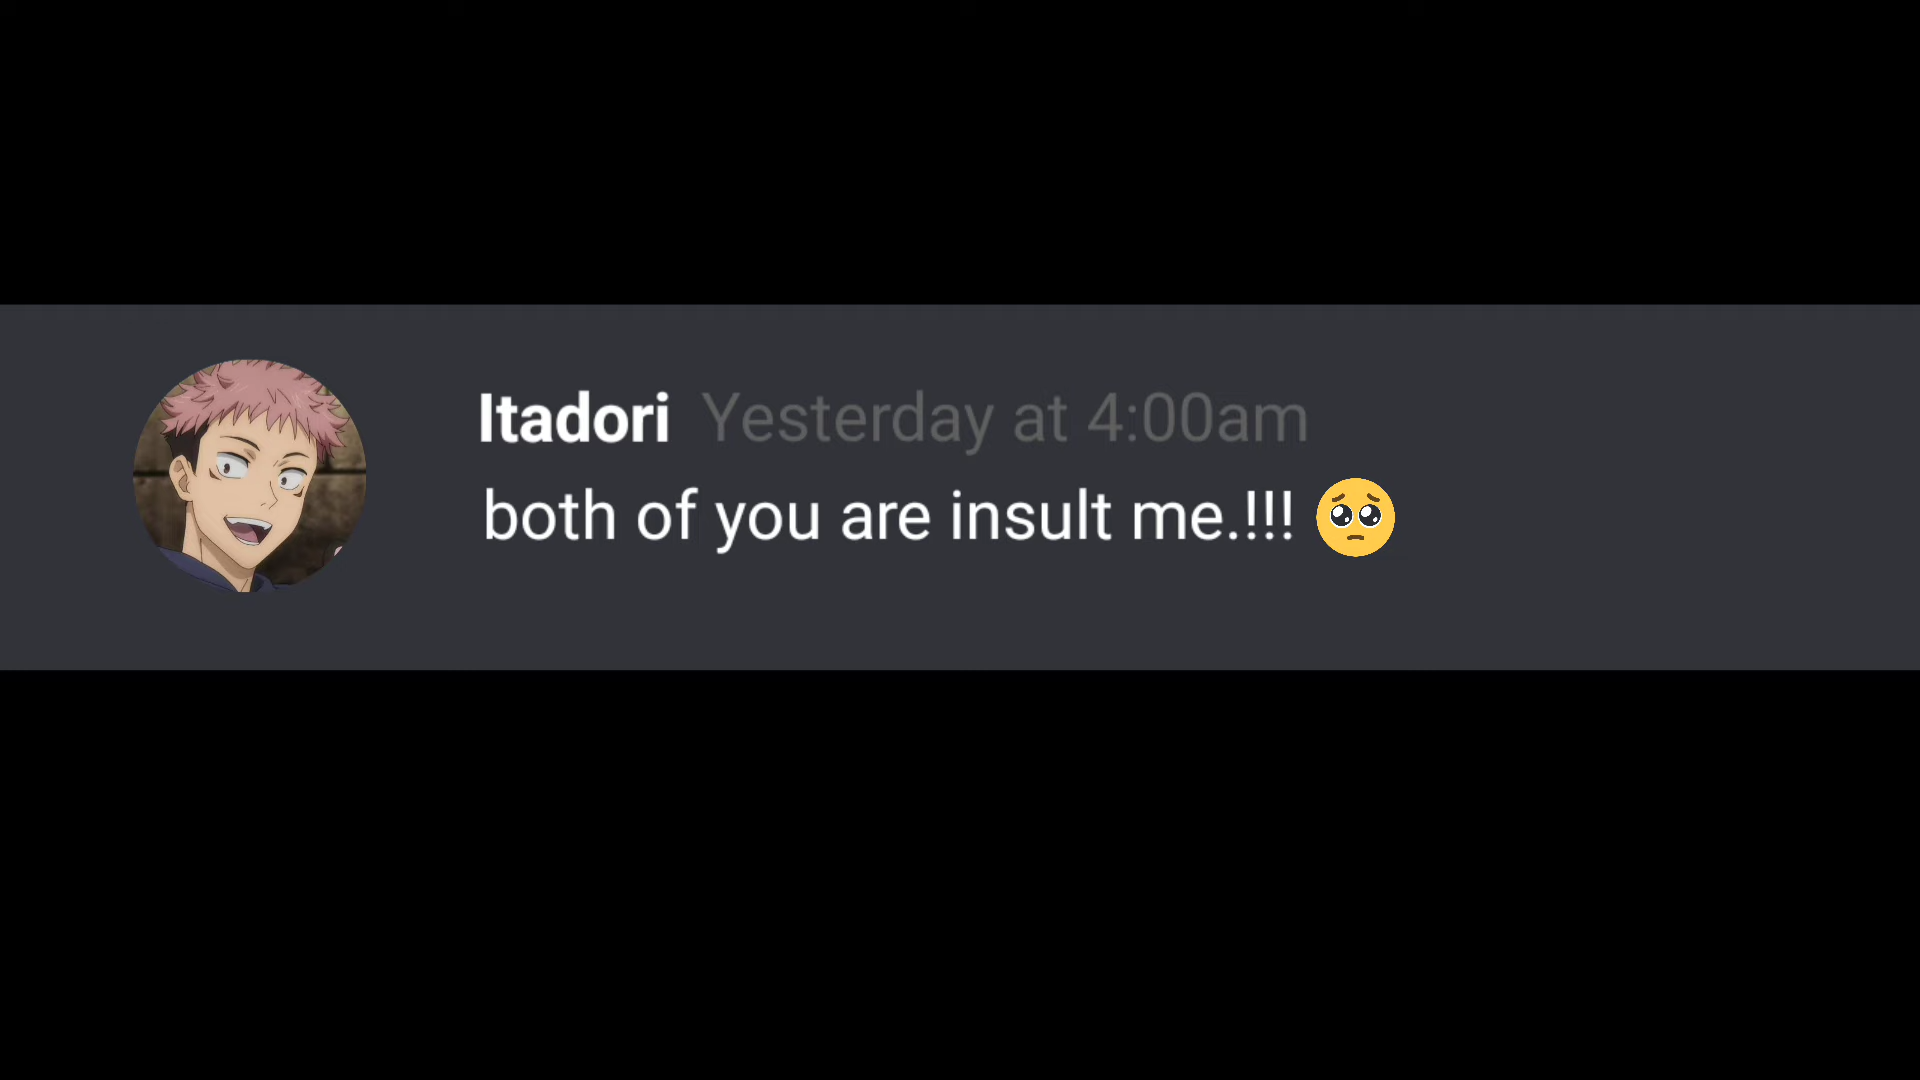 Itadori Yesterday at 4:00am
both of you are insult me.!!! 🥺